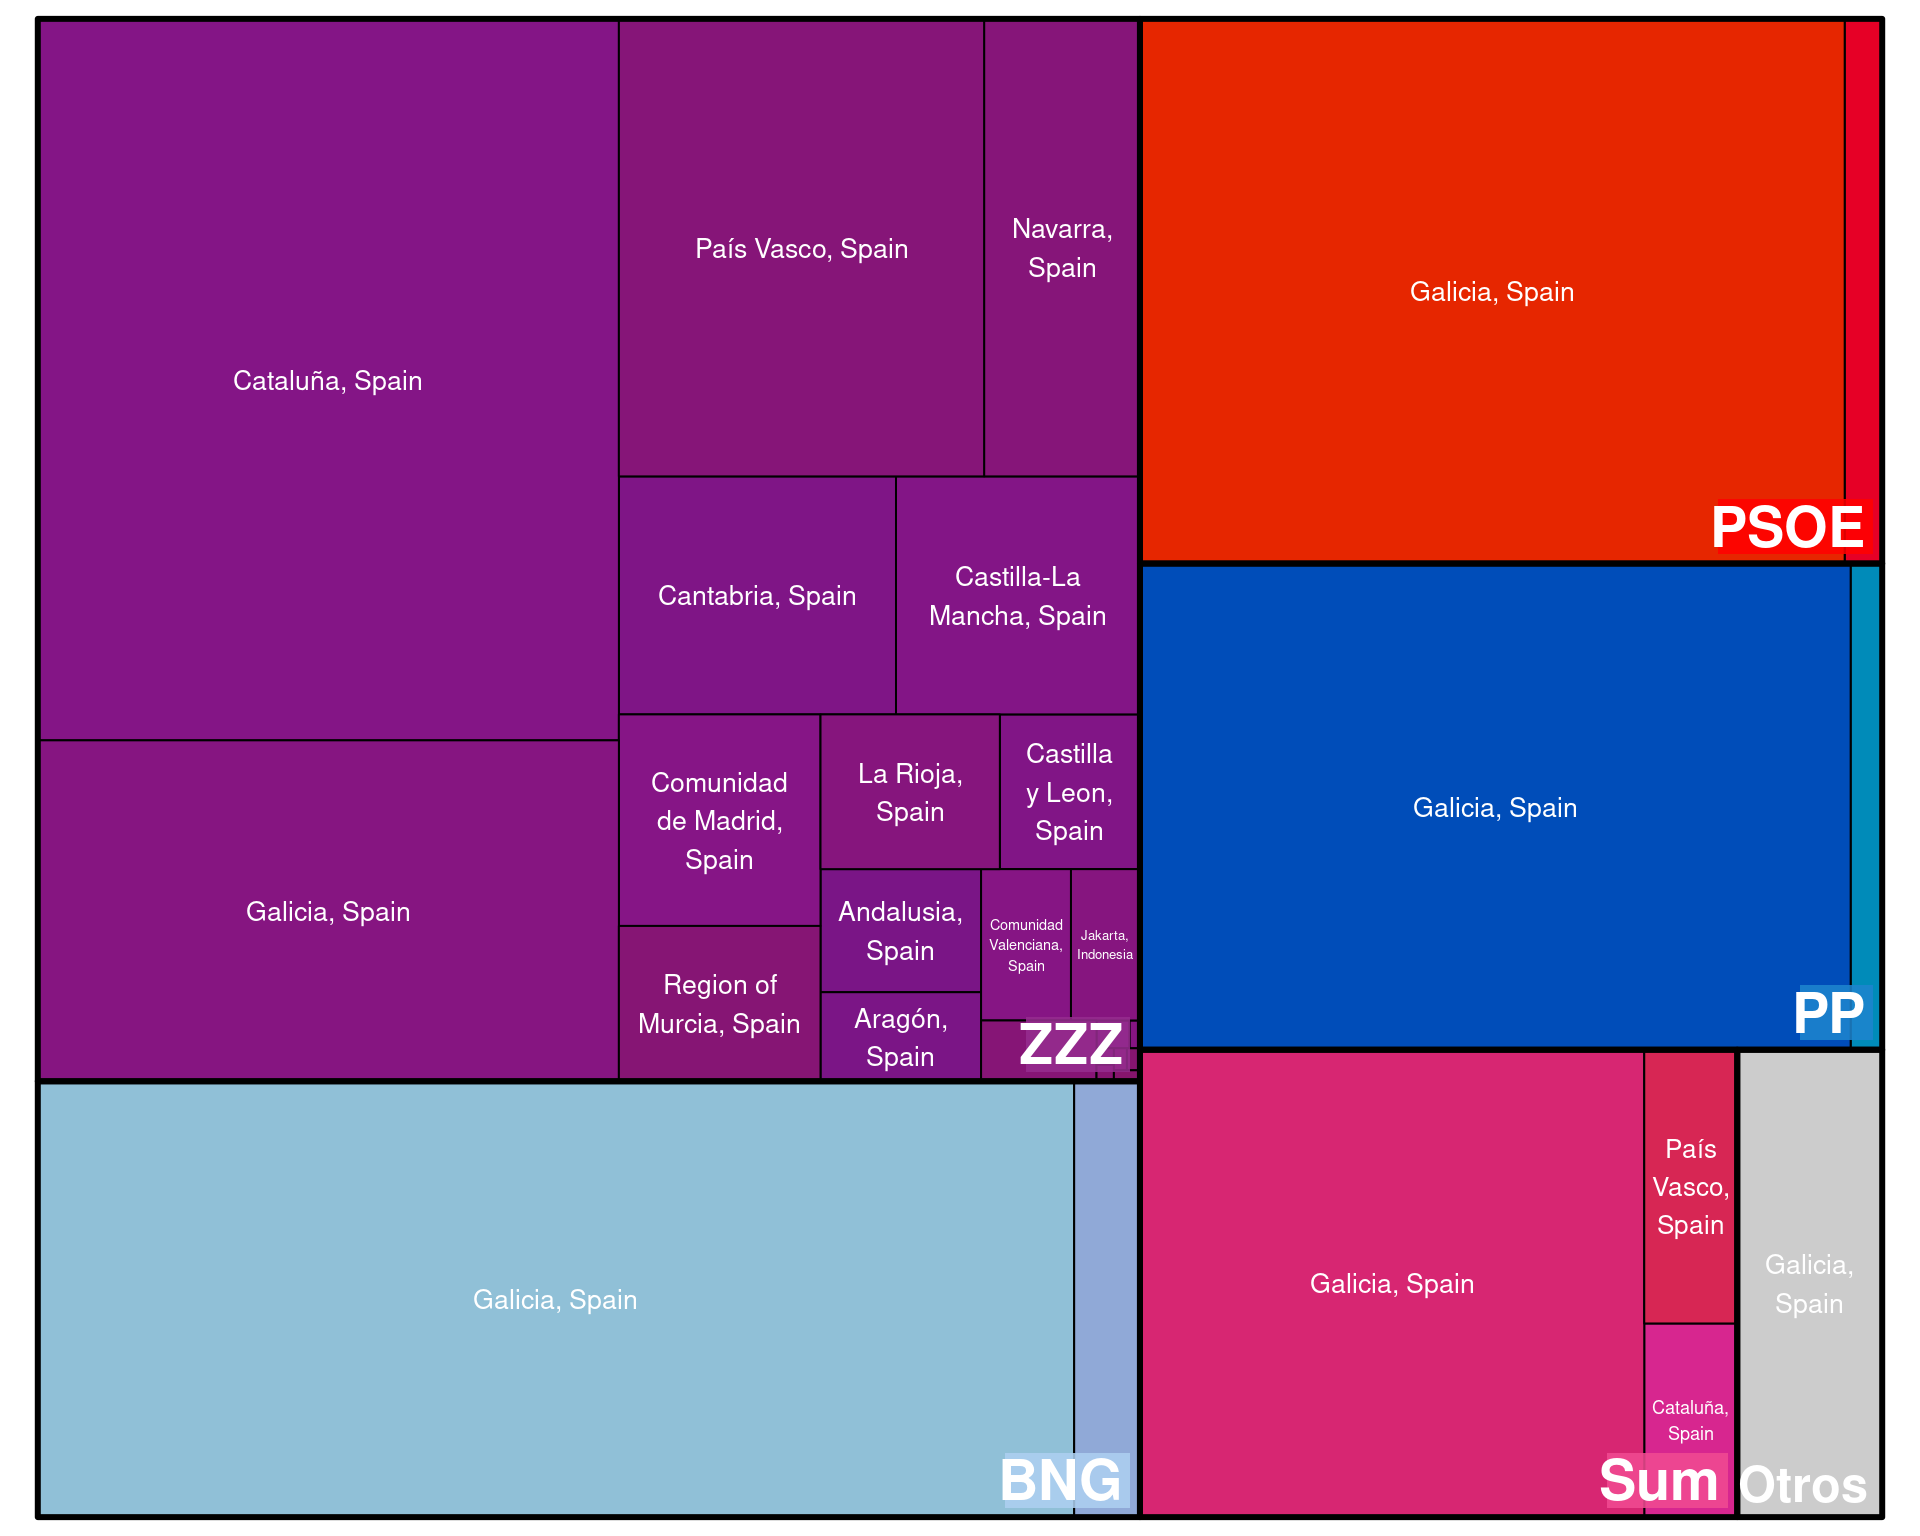 Cataluña, Spain
País Vasco, Spain
Navarra,
Spain
Cantabria, Spain
Castilla-La
Mancha, Spain
Galicia, Spain
Comunidad
de Madrid,
Spain
La Rioja,
Spain
Castilla
y Leon,
Spain
Region of
Murcia, Spain
Andalusia,
Spain
Aragón,
Spain
Comunidad
Valenciana,
Spain
Jakarta,
Indonesia
ZZZ
Galicia, Spain
BNG
Galicia, Spain
PSOE
Galicia, Spain
PP
Galicia, Spain
País
Vasco,
Spain
Cataluña,
Spain
Sum
Galicia,
Spain
Otros